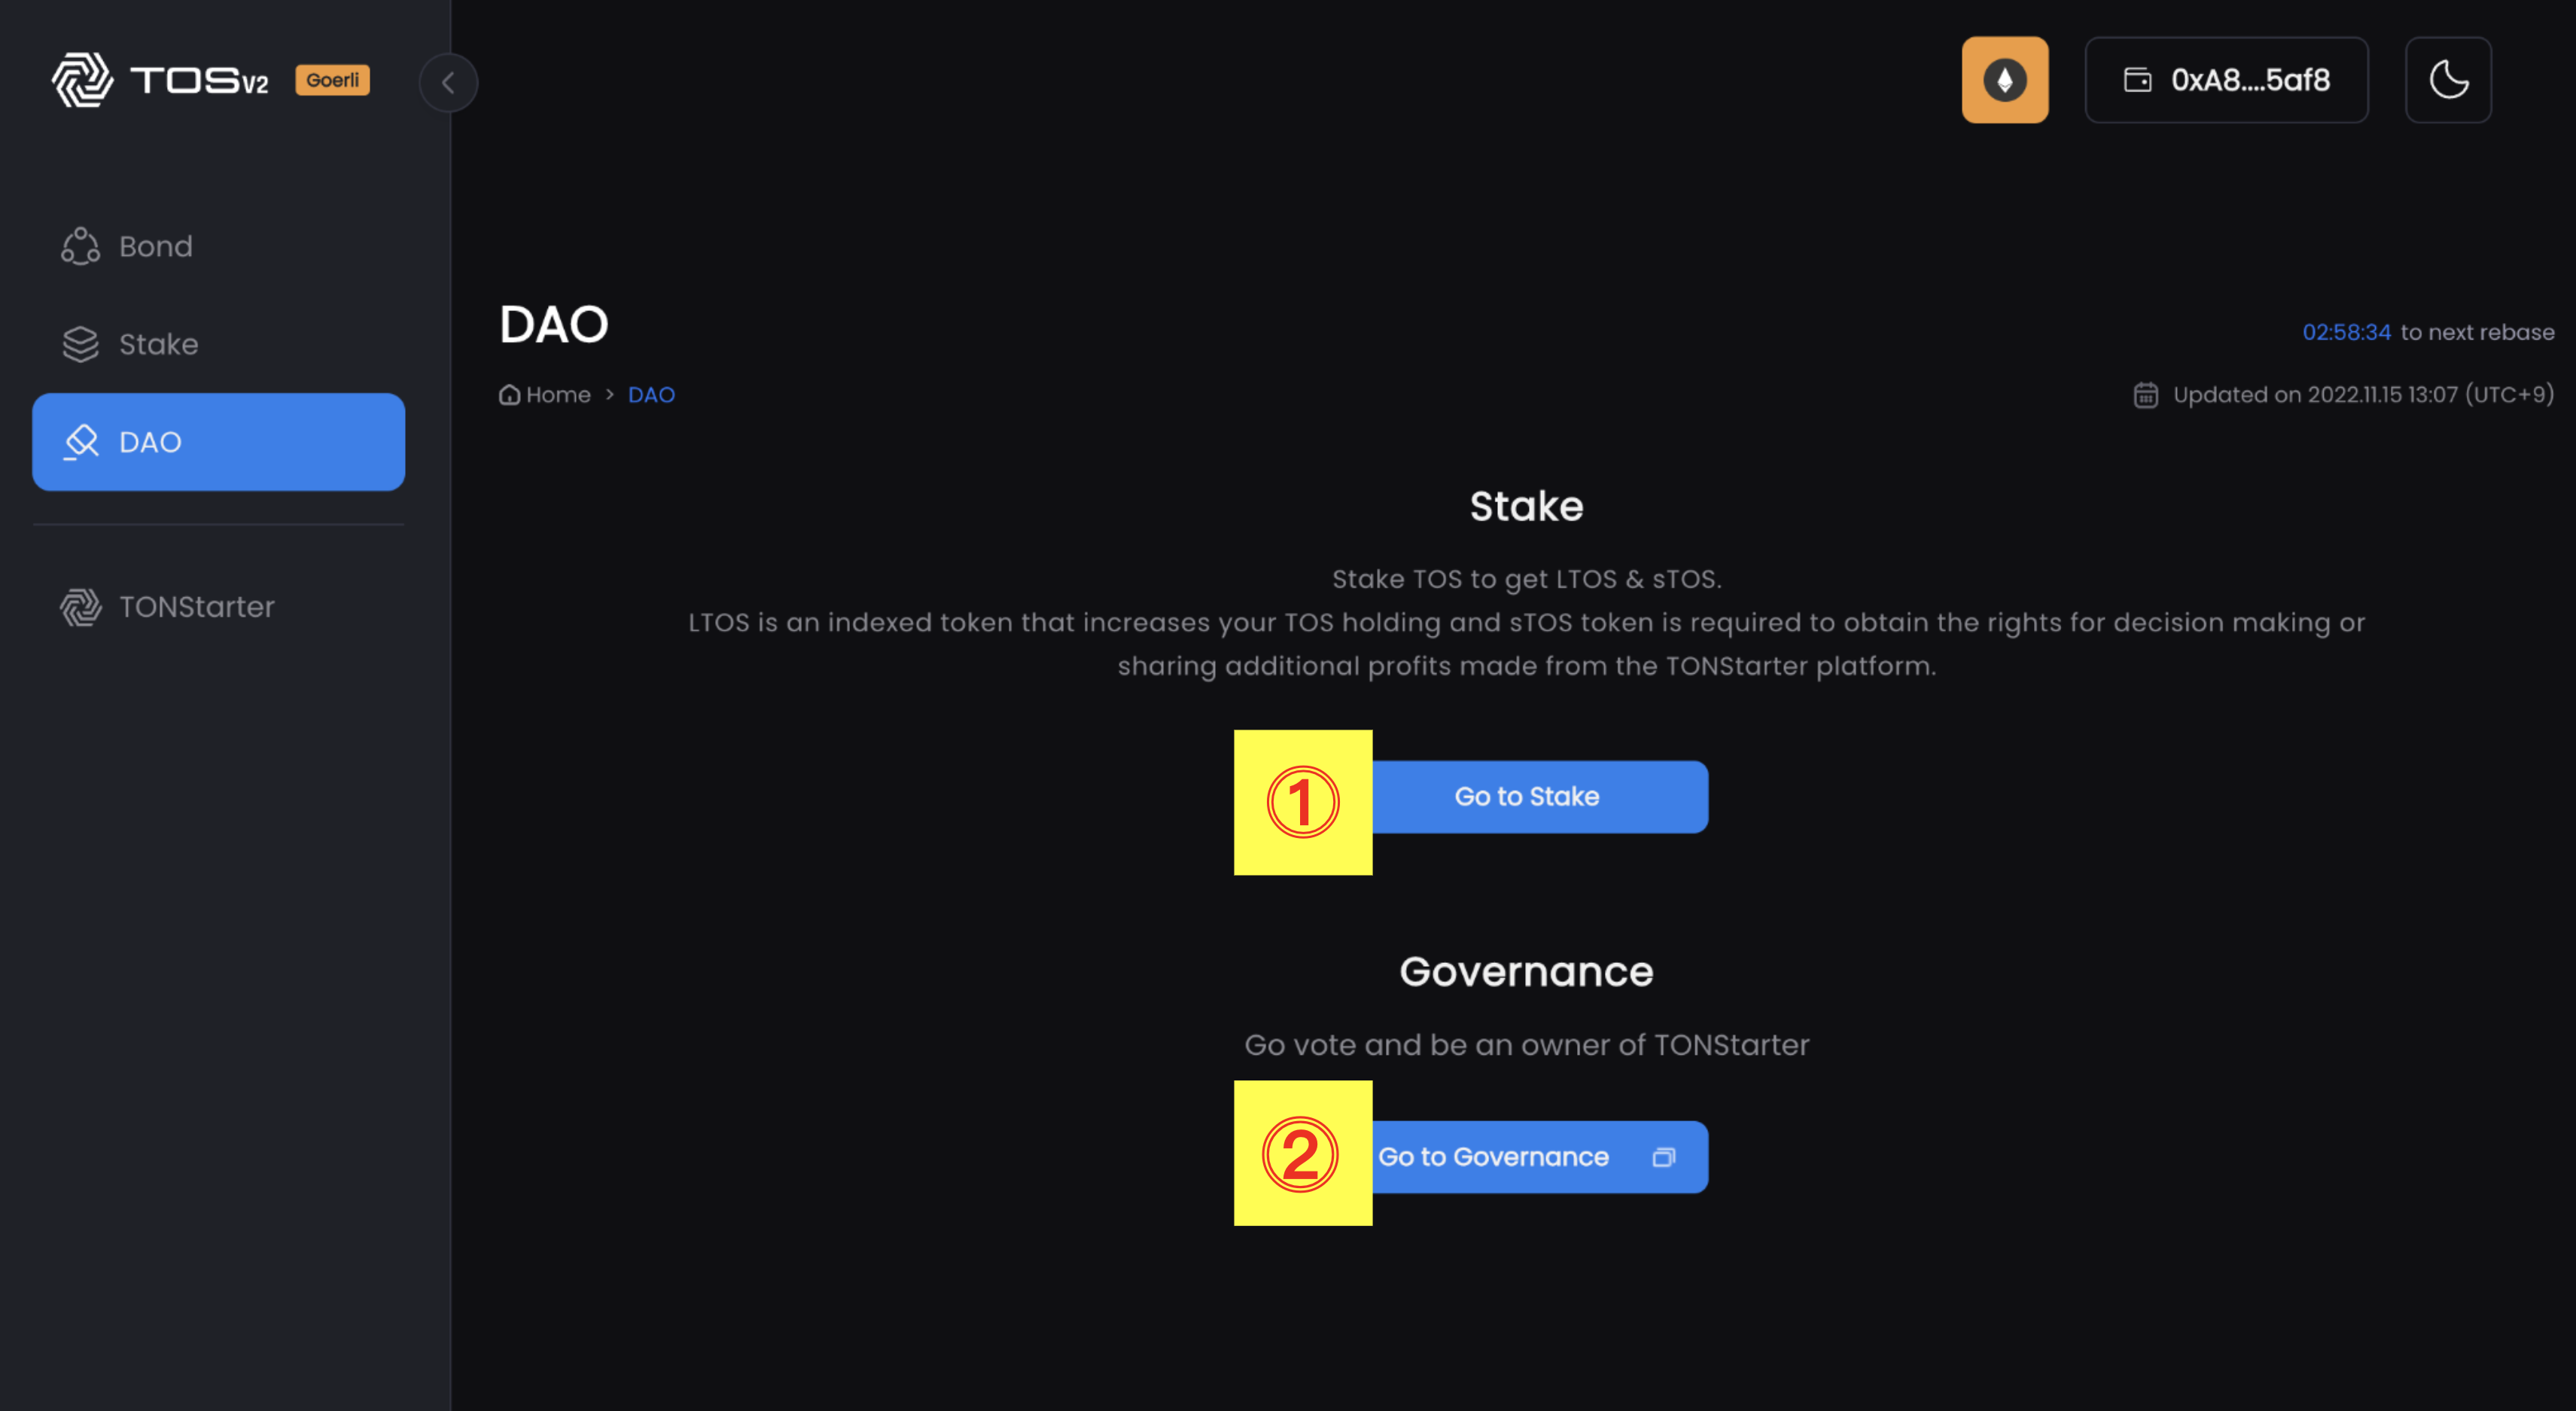 TOSV2 Goerli
0xA8....5af8
Bond
Stake
DAO
TONStarter
DAO
02:58:34 to next rebase
Home > DAO
Updated on 2022.11.15 13:07 (UTC+9)
Stake
Stake TOS to get LTOS & sTOS.
LTOS is an indexed token that increases your TOS holding and sTOS token is required to obtain the rights for decision making or
sharing additional profits made from the TONStarter platform.
① Go to Stake
Governance
Go vote and be an owner of TONStarter
② Go to Governance